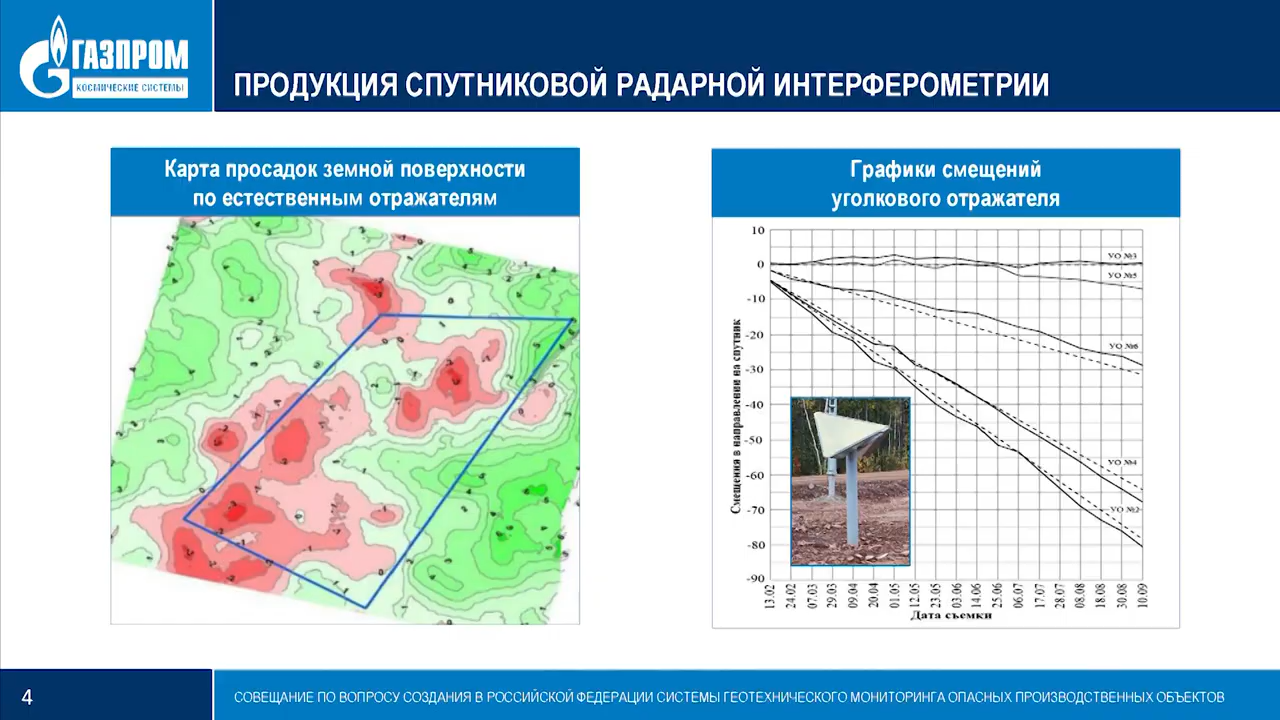 ГАЗПРОМ
КОСМИЧЕСКИЕ СИСТЕМЫ
ПРОДУКЦИЯ СПУТНИКОВОЙ РАДАРНОЙ ИНТЕРФЕРОМЕТРИИ
Карта просадок земной поверхности
по естественным отражателям
Графики смещений
уголкового отражателя
Смещения в направлении на спутник
10
0
-10
-20
-30
-40
-50
-60
-70
-80
-90
УО №3
УО №5
УО №6
УО №4
УО №2
13.02
24.02
07.03
29.03
09.04
20.04
01.05
12.05
23.05
03.06
14.06
25.06
06.07
17.07
28.07
08.08
18.08
30.08
10.09
Дата съемки
4
СОВЕЩАНИЕ ПО ВОПРОСУ СОЗДАНИЯ В РОССИЙСКОЙ ФЕДЕРАЦИИ СИСТЕМЫ ГЕОТЕХНИЧЕСКОГО МОНИТОРИНГА ОПАСНЫХ ПРОИЗВОДСТВЕННЫХ ОБЪЕКТОВ